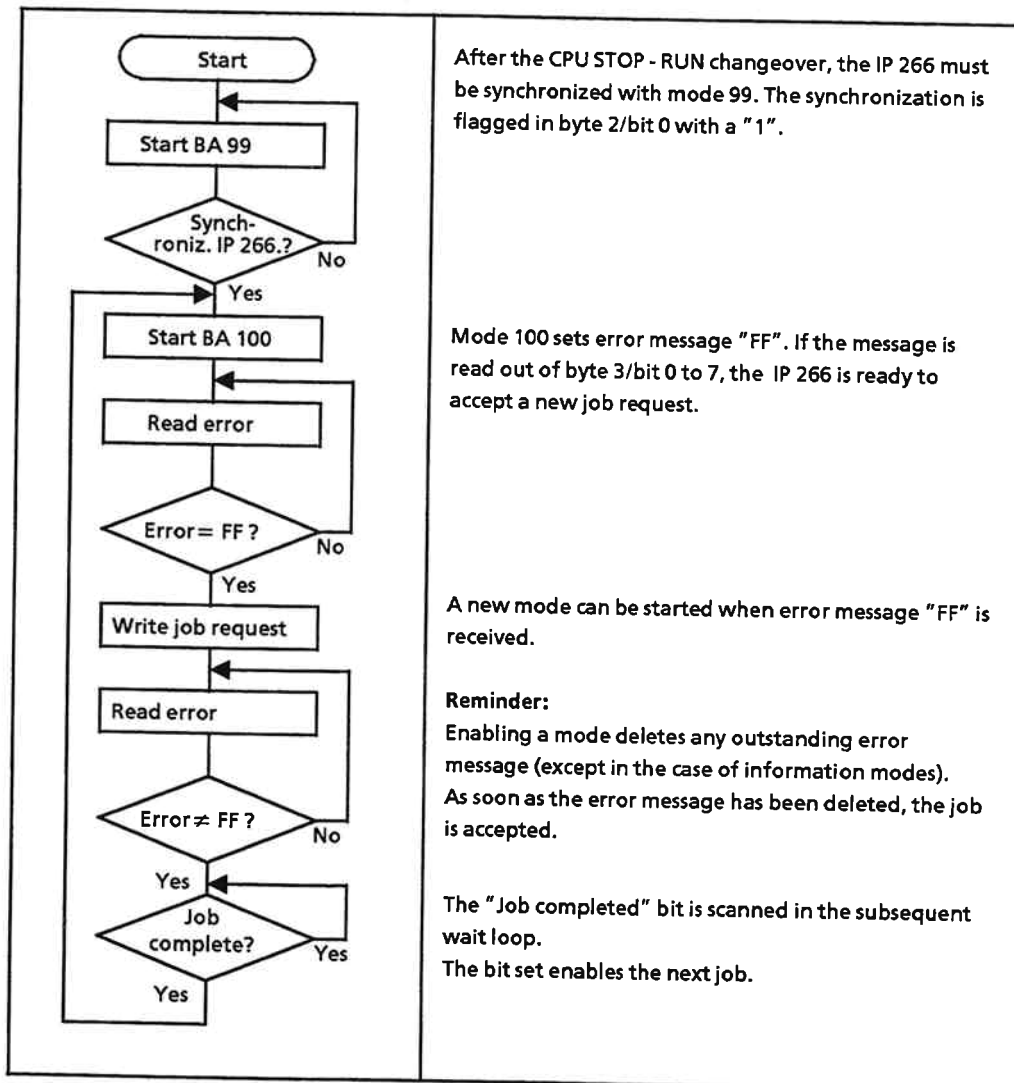 Start
Start BA 99
Synch-
roniz. IP 266.?
No
Yes
Start BA 100
Read error
Error= FF ?
No
Yes
Write job request
Read error
Error≠ FF ?
No
Yes
Job
complete?
Yes
Yes
After the CPU STOP - RUN changeover, the IP 266 must
be synchronized with mode 99. The synchronization is
flagged in byte 2/bit 0 with a "1".
Mode 100 sets error message "FF". If the message is
read out of byte 3/bit 0 to 7, the IP 266 is ready to
accept a new job request.
A new mode can be started when error message "FF" is
received.
Reminder:
Enabling a mode deletes any outstanding error
message (except in the case of information modes).
As soon as the error message has been deleted, the job
is accepted.
The "Job completed" bit is scanned in the subsequent
wait loop.
The bit set enables the next job.